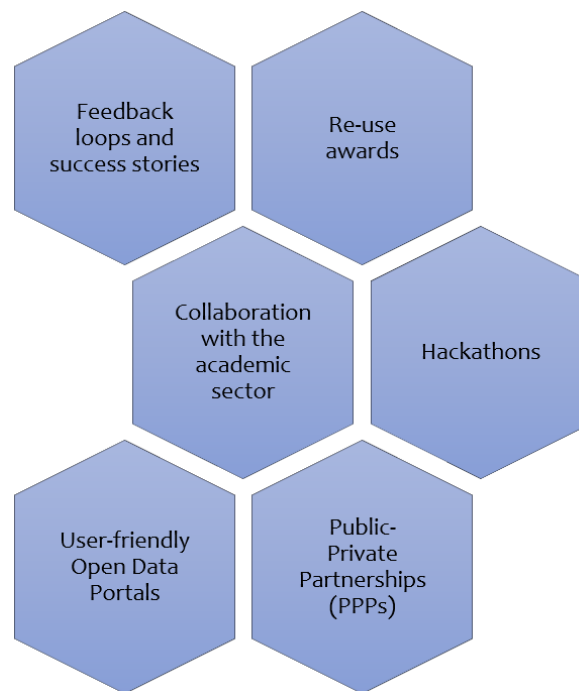 Feedback
loops and
success stories
Re-use
awards
Collaboration
with the
academic
sector
Hackathons
User-friendly
Open Data
Portals
Public-
Private
Partnerships
(PPPs)